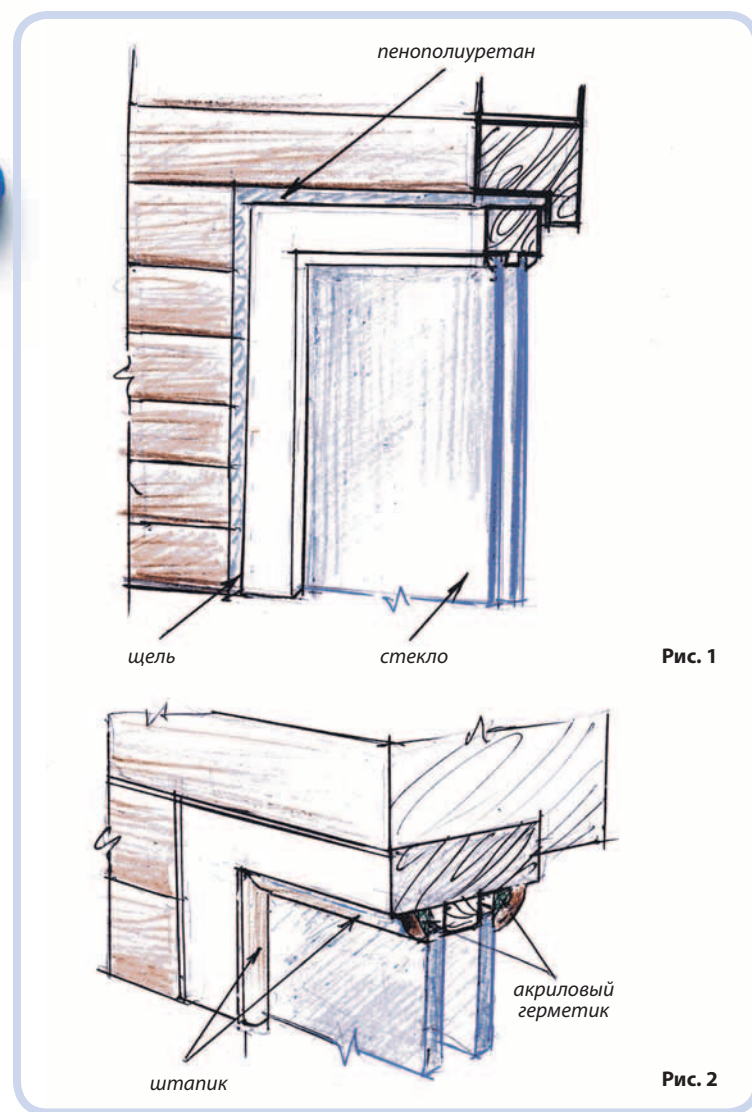 пенополиуретан
щель
стекло
Рис. 1
акриловый
герметик
штапик
Рис. 2